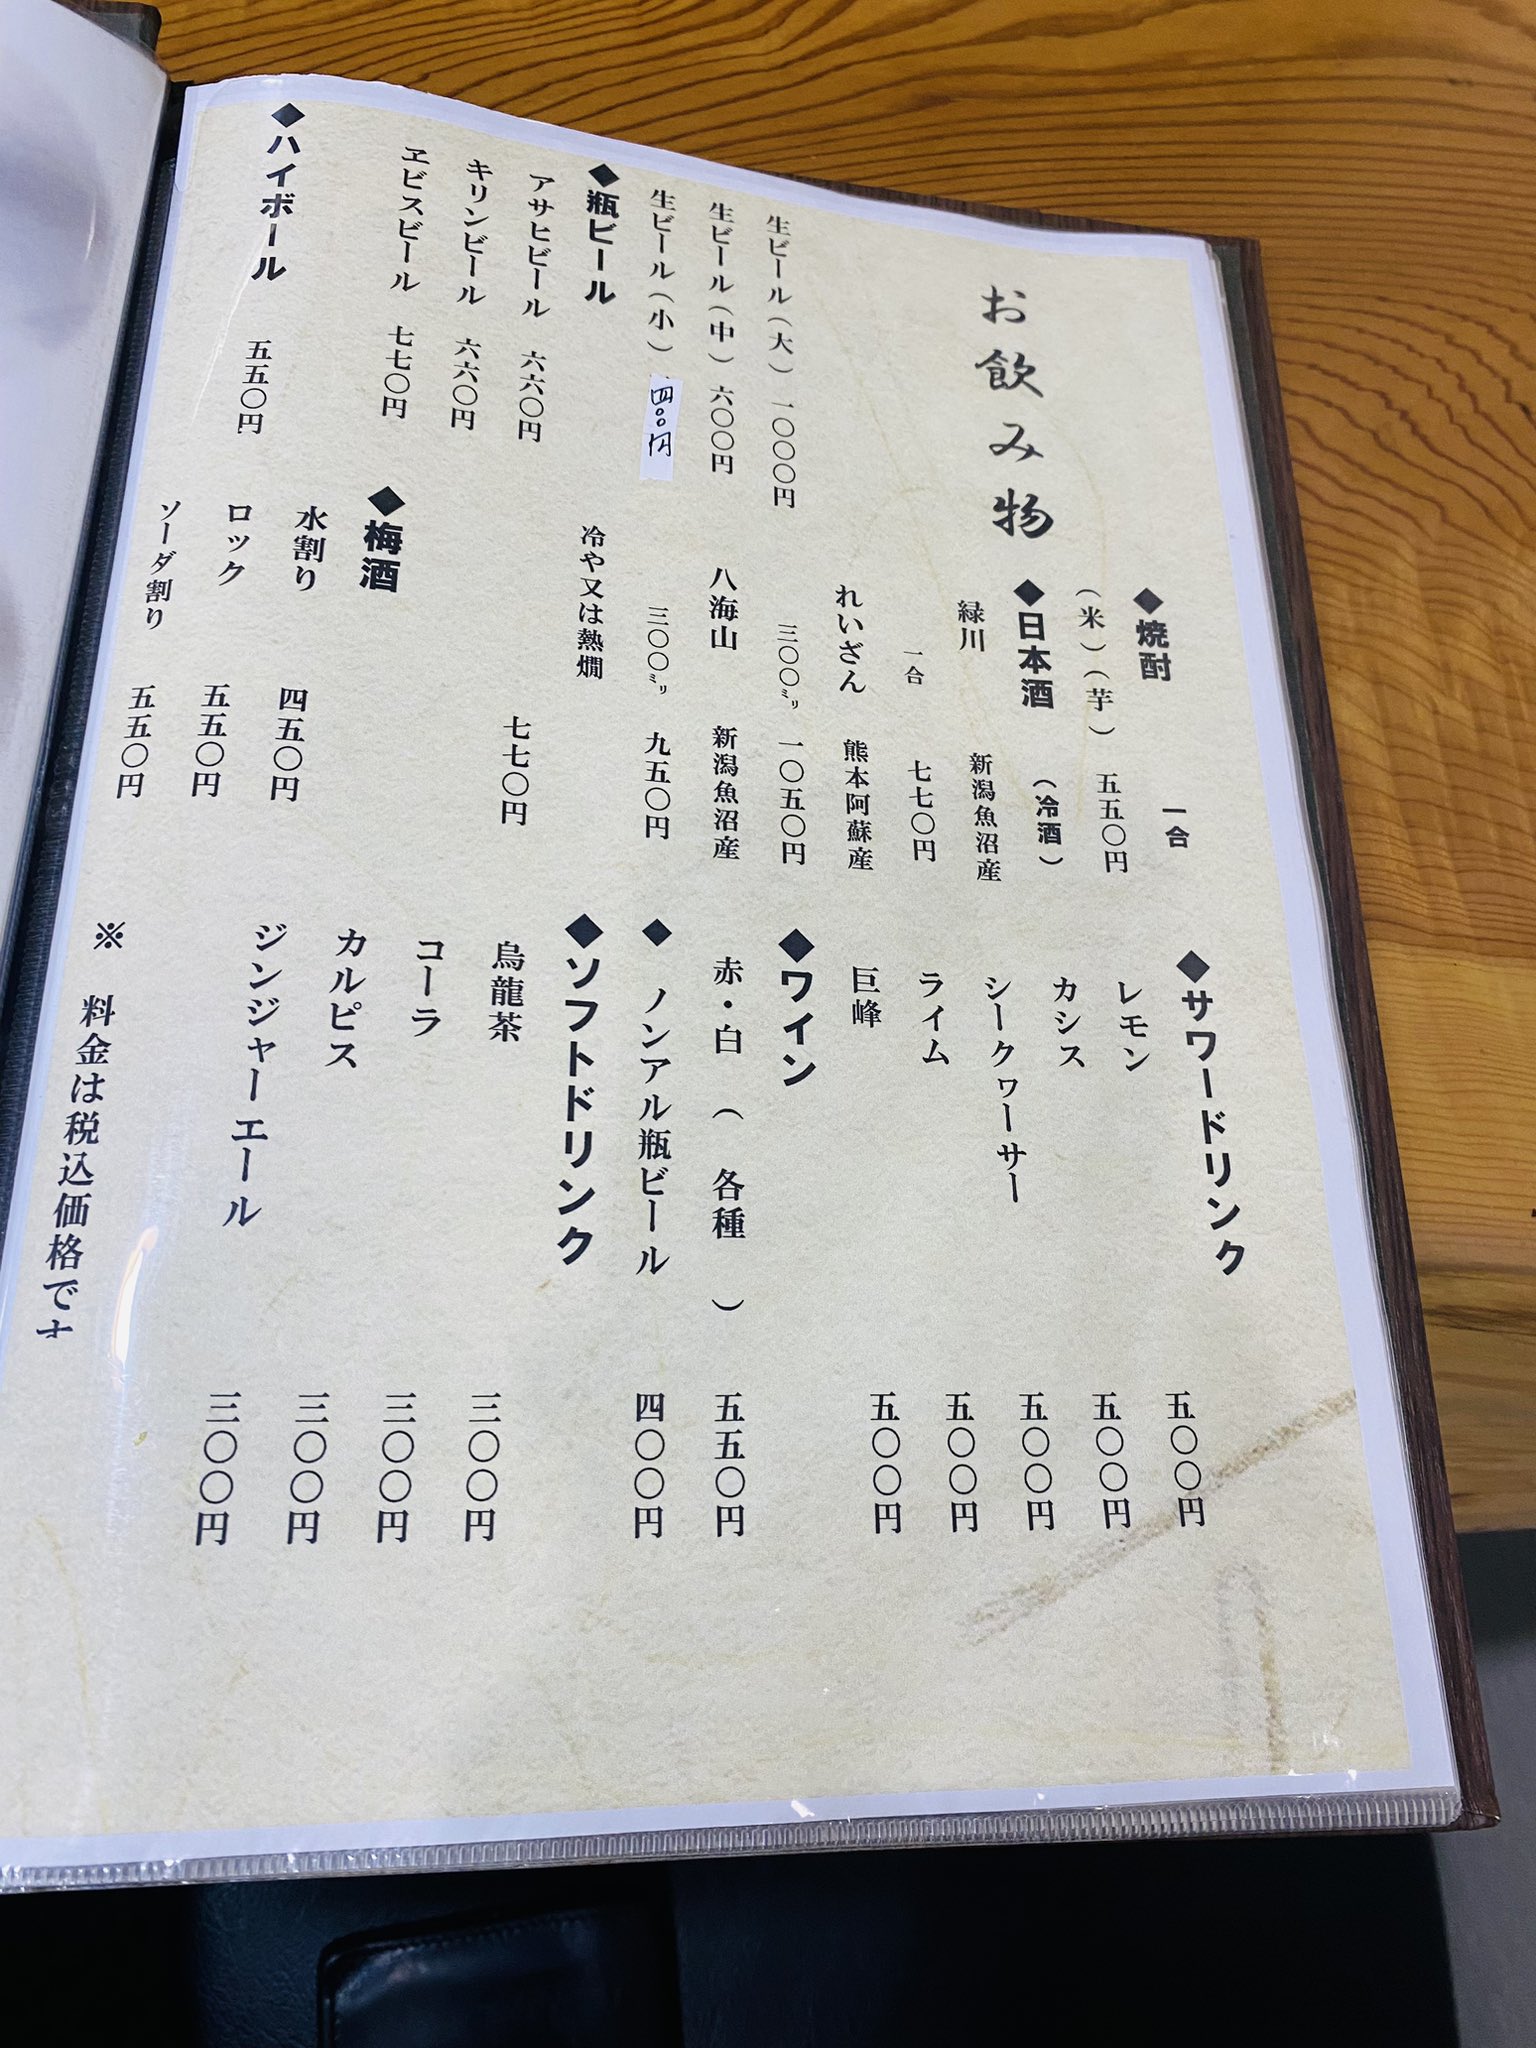 お飲み物
生ビール（大） 一〇〇〇円
生ビール（中） 六〇〇円
生ビール（小） 四〇〇円
◆瓶ビール
アサヒビール 六六〇円
キリンビール 六六〇円
ヱビスビール 七七〇円
◆ハイボール 五五〇円
◆焼酎 一合
（米）（芋） 五五〇円
◆日本酒 （冷酒）
緑川 新潟魚沼産
一合 七七〇円
れいざん 熊本阿蘇産
三〇〇㍉ 一〇五〇円
八海山 新潟魚沼産
三〇〇㍉ 九五〇円
冷や又は熱燗
七七〇円
◆梅酒
水割り 四五〇円
ロック 五五〇円
ソーダ割り 五五〇円
◆サワードリンク
五〇〇円
レモン 五〇〇円
カシス 五〇〇円
シークヮーサー 五〇〇円
ライム 五〇〇円
巨峰
◆ワイン
赤・白 （各種） 五五〇円
◆ノンアル瓶ビール 四〇〇円
◆ソフトドリンク
烏龍茶 三〇〇円
コーラ 三〇〇円
カルピス 三〇〇円
ジンジャーエール 三〇〇円
※ 料金は税込価格です